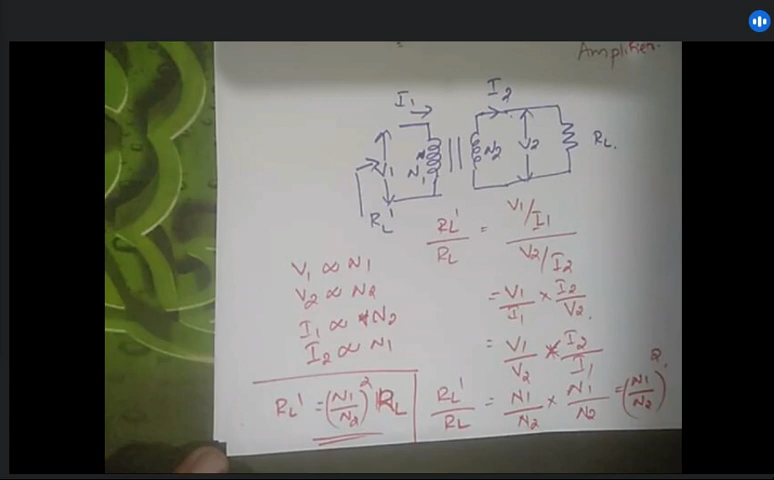 Amplifier.
I1
I2
V1
N1
N2
V2
RL.
RL'
RL'/RL = V1/I1 / V2/I2
V1 ∝ N1
V2 ∝ N2
= V1/I1 × I2/V2.
I1 ∝ N2
I2 ∝ N1
= V1/V2 × I2/I1
RL' = (N1/N2)² RL
RL'/RL = N1/N2 × N1/N2 = (N1/N2)².